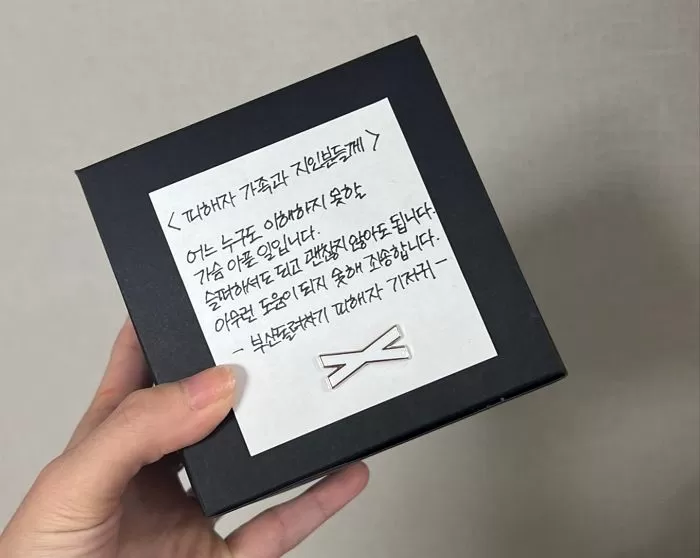 < 피해자 가족과 지인분들께 >
어느 누구도 이해하지 못할
가슴 아픈 일입니다.
슬퍼해서도 되고 괜찮지 않아도 됩니다.
아무런 도움이 되지 못해 죄송합니다.
- 부산돌려차기 피해자 기저귀 -